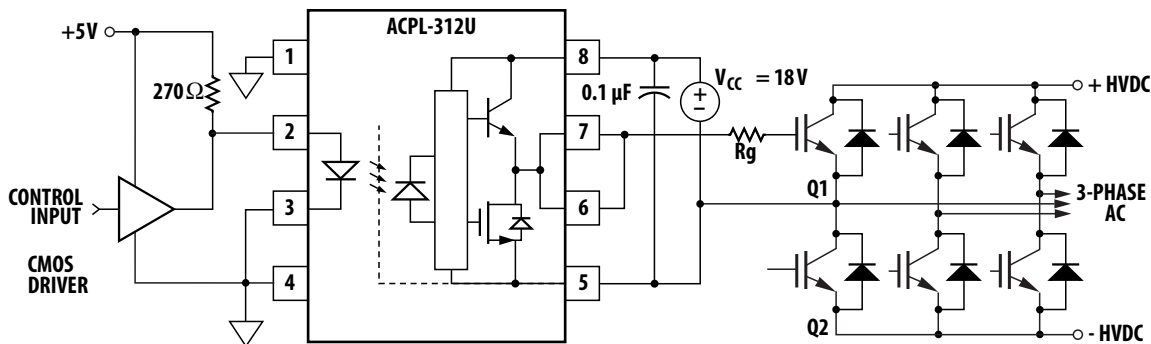 ACPL-312U
+5V
1
8
270 Ω
0.1 µF
V_CC = 18 V
+ HVDC
2
7
Rg
CONTROL
INPUT
3
6
Q1
3-PHASE
AC
CMOS
DRIVER
4
5
Q2
- HVDC
+
−